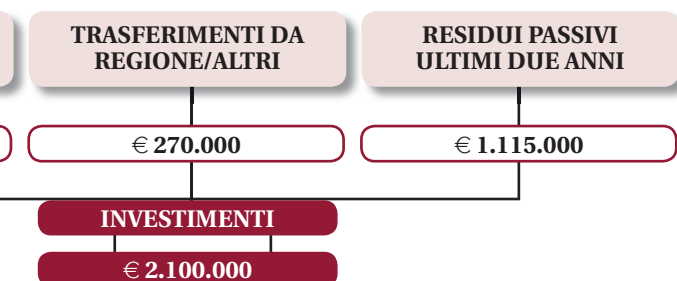 TRASFERIMENTI DA
REGIONE/ALTRI
RESIDUI PASSIVI
ULTIMI DUE ANNI
€ 270.000
€ 1.115.000
INVESTIMENTI
€ 2.100.000